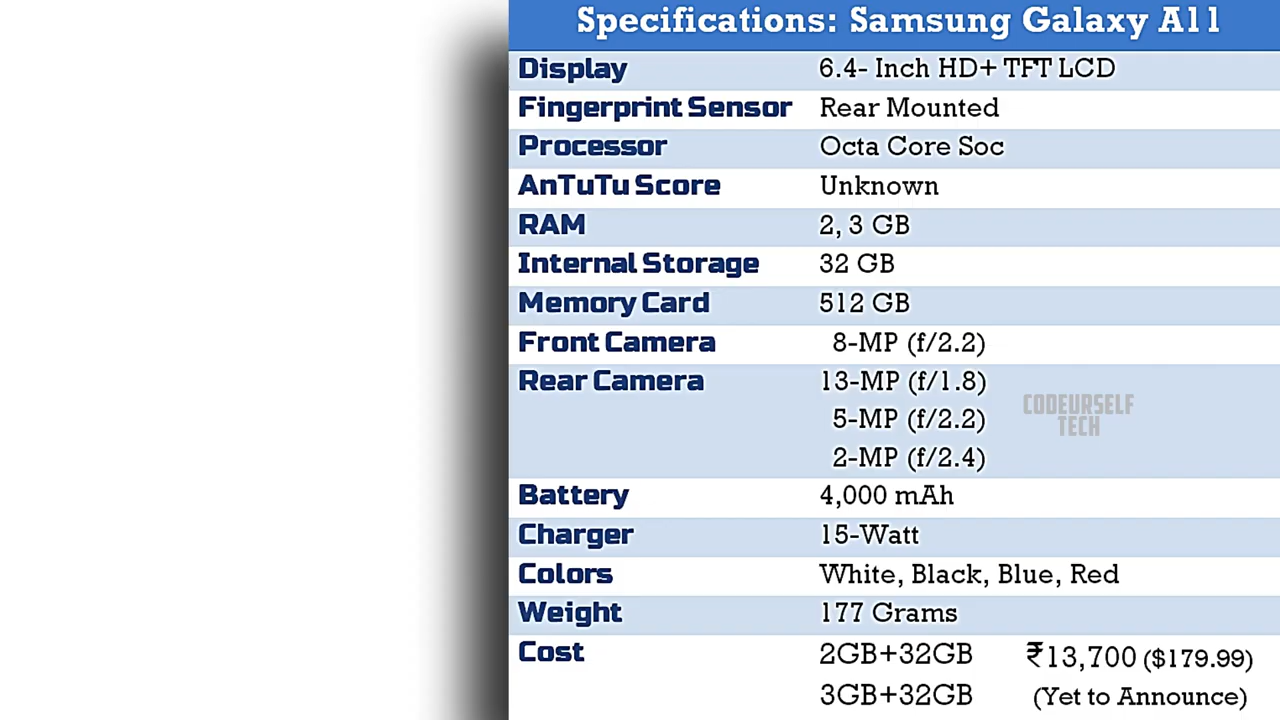 Specifications: Samsung Galaxy A11
Display 6.4- Inch HD+ TFT LCD
Fingerprint Sensor Rear Mounted
Processor Octa Core Soc
AnTuTu Score Unknown
RAM 2, 3 GB
Internal Storage 32 GB
Memory Card 512 GB
Front Camera 8-MP (f/2.2)
Rear Camera 13-MP (f/1.8)
5-MP (f/2.2)
2-MP (f/2.4)
CODEURSELF
TECH
Battery 4,000 mAh
Charger 15-Watt
Colors White, Black, Blue, Red
Weight 177 Grams
Cost 2GB+32GB ₹13,700 ($179.99)
3GB+32GB (Yet to Announce)